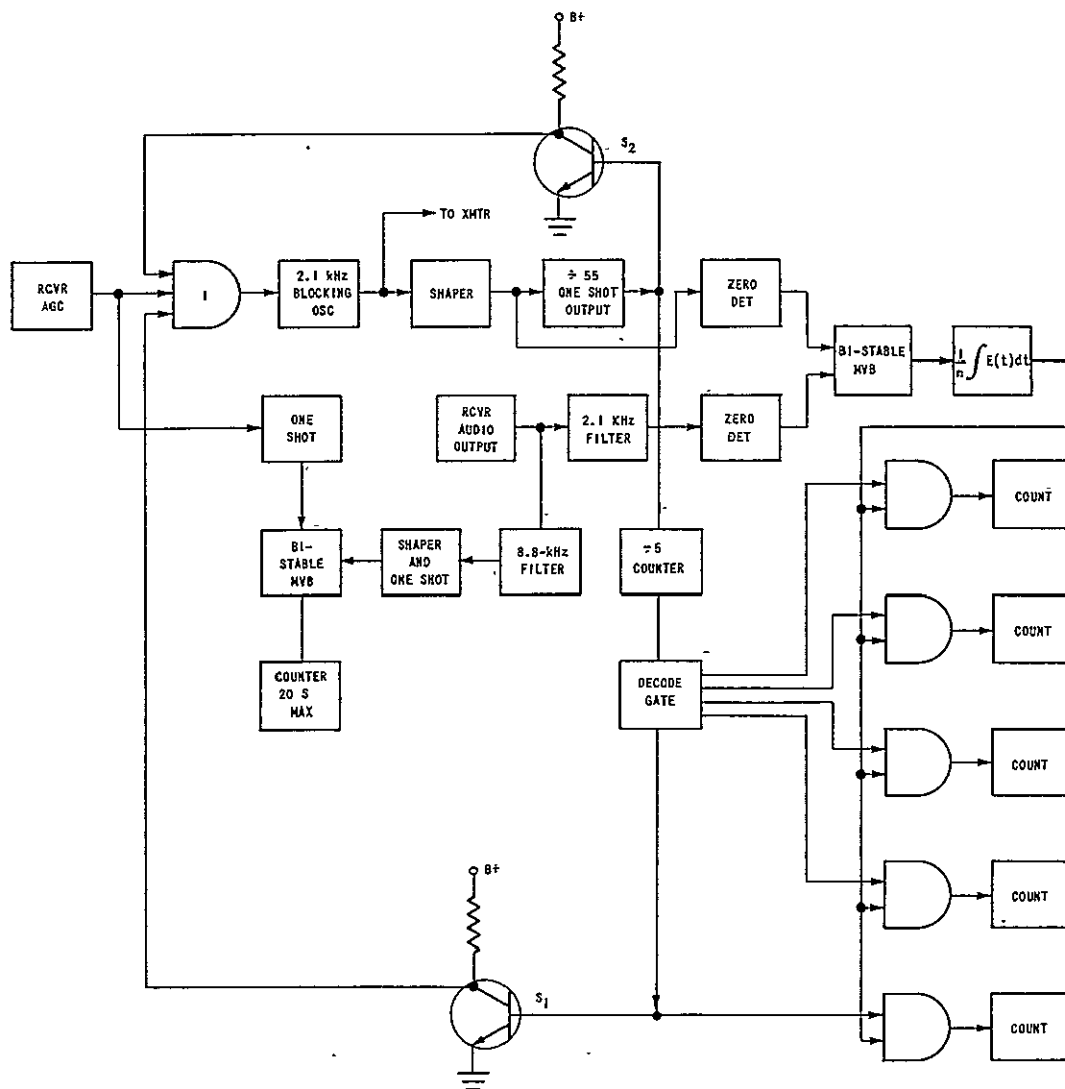 B+
S2
TO XMTR
RCVR
AGC
I
2.1 kHz
BLOCKING
OSC
SHAPER
÷ 55
ONE SHOT
OUTPUT
ZERO
DET
BI-STABLE
MVB
1/n ∫ E(t)dt
ONE
SHOT
RCVR
AUDIO
OUTPUT
2.1 KHz
FILTER
ZERO
DET
COUNT
BI-
STABLE
MVB
SHAPER
AND
ONE SHOT
8.8-kHz
FILTER
÷5
COUNTER
COUNT
COUNTER
20 S
MAX
DECODE
GATE
COUNT
B+
COUNT
S1
COUNT